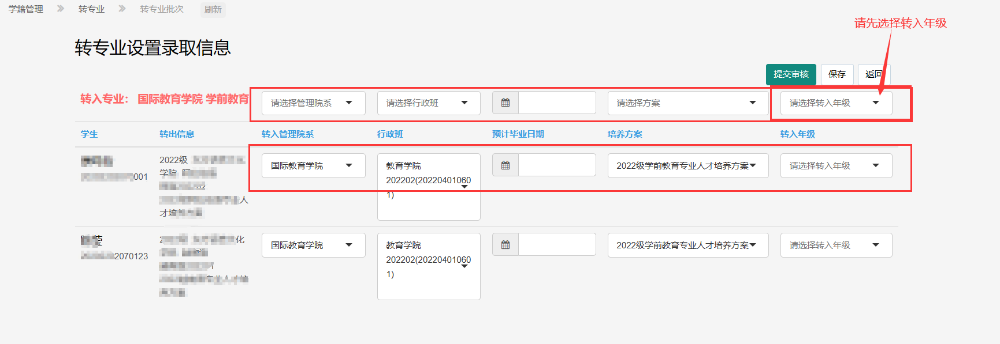 学籍管理 转专业 转专业批次 刷新
请先选择转入年级
转专业设置录取信息
提交审核 保存 返回
转入专业： 国际教育学院 学前教育 请选择管理院系 请选择行政班 请选择方案 请选择转入年级
学生 转出信息 转入管理院系 行政班 预计毕业日期 培养方案 转入年级
2022级
国际教育学院 教育学院 2022级学前教育专业人才培养方案 请选择转入年级
001 学院 202202(20220401060
1)
人
才培
莹 化 国际教育学院 教育学院 2022级学前教育专业人才培养方案 请选择转入年级
2070123 202202(20220401060
1)